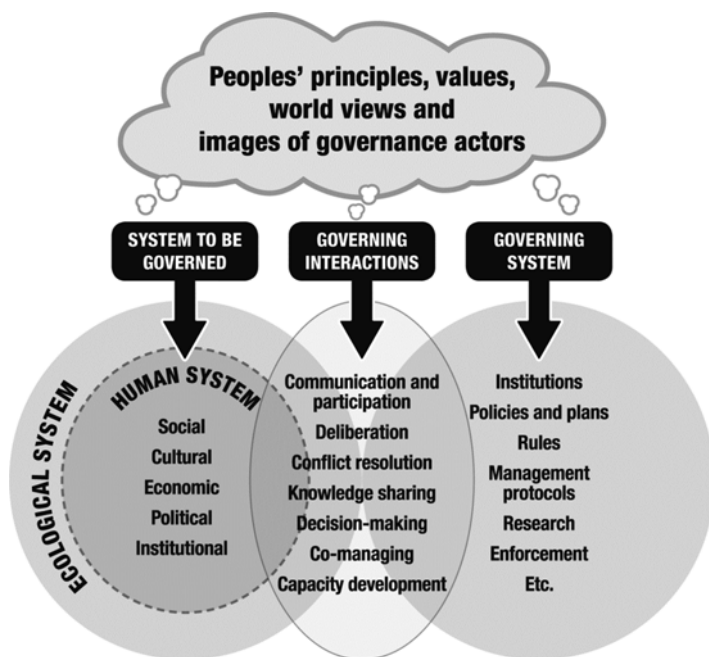 Peoples' principles, values,
world views and
images of governance actors
SYSTEM TO BE
GOVERNED
GOVERNING
INTERACTIONS
GOVERNING
SYSTEM
ECOLOGICAL SYSTEM
HUMAN SYSTEM
Social
Cultural
Economic
Political
Institutional
Communication and
participation
Deliberation
Conflict resolution
Knowledge sharing
Decision-making
Co-managing
Capacity development
Institutions
Policies and plans
Rules
Management
protocols
Research
Enforcement
Etc.